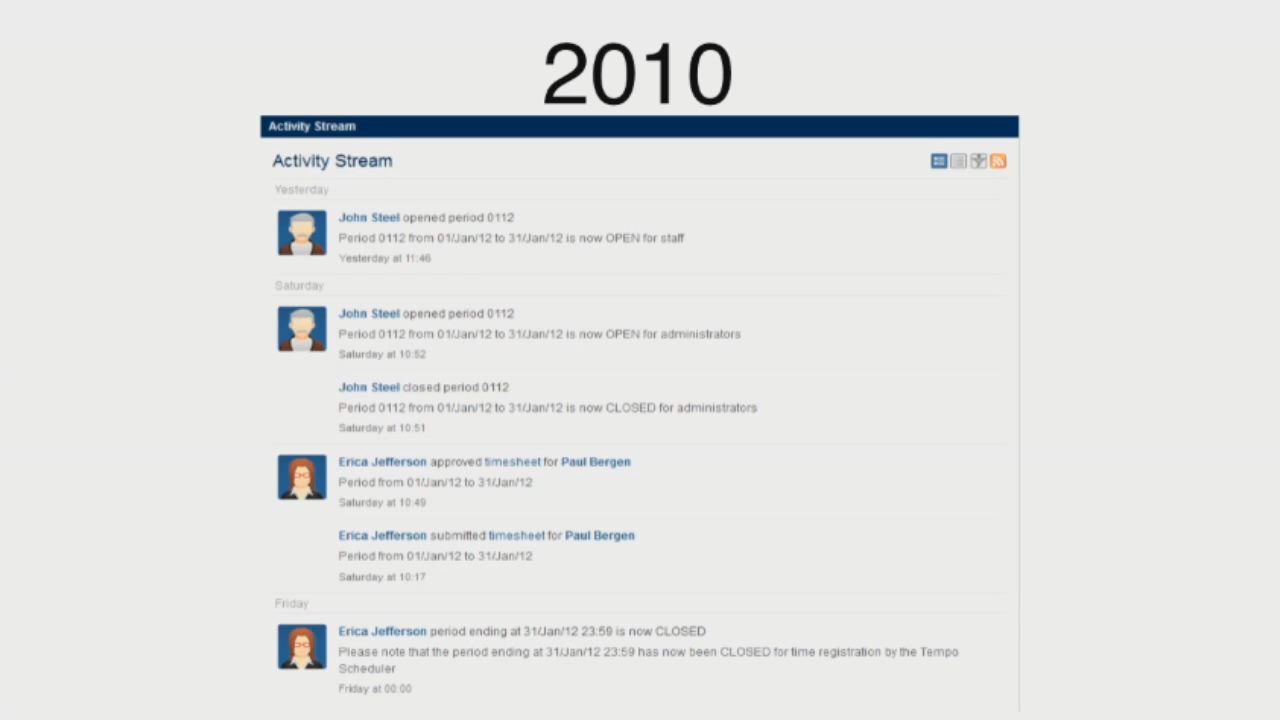 2010
Activity Stream
Activity Stream
Yesterday
John Steel opened period 0112
Period 0112 from 01/Jan/12 to 31/Jan/12 is now OPEN for staff
Yesterday at 11:46
Saturday
John Steel opened period 0112
Period 0112 from 01/Jan/12 to 31/Jan/12 is now OPEN for administrators
Saturday at 10:52
John Steel closed period 0112
Period 0112 from 01/Jan/12 to 31/Jan/12 is now CLOSED for administrators
Saturday at 10:51
Erica Jefferson approved timesheet for Paul Bergen
Period from 01/Jan/12 to 31/Jan/12
Saturday at 10:49
Erica Jefferson submitted timesheet for Paul Bergen
Period from 01/Jan/12 to 31/Jan/12
Saturday at 10:17
Friday
Erica Jefferson period ending at 31/Jan/12 23:59 is now CLOSED
Please note that the period ending at 31/Jan/12 23:59 has now been CLOSED for time registration by the Tempo
Scheduler
Friday at 00:00